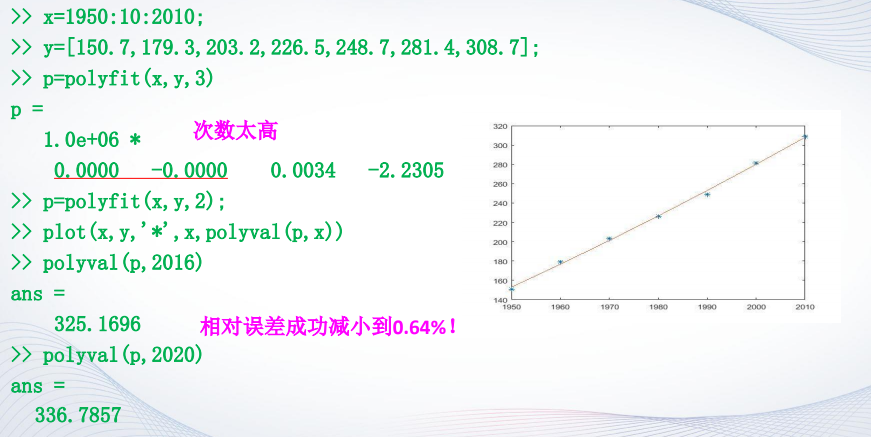 >> x=1950:10:2010;
>> y=[150.7,179.3,203.2,226.5,248.7,281.4,308.7];
>> p=polyfit(x,y,3)
p =
次数太高
1.0e+06 *
0.0000 -0.0000 0.0034 -2.2305
>> p=polyfit(x,y,2);
>> plot(x,y,'*',x,polyval(p,x))
>> polyval(p,2016)
ans =
325.1696 相对误差成功减小到0.64%!
>> polyval(p,2020)
ans =
336.7857
320
300
280
260
240
220
200
180
160
140
1950 1960 1970 1980 1990 2000 2010